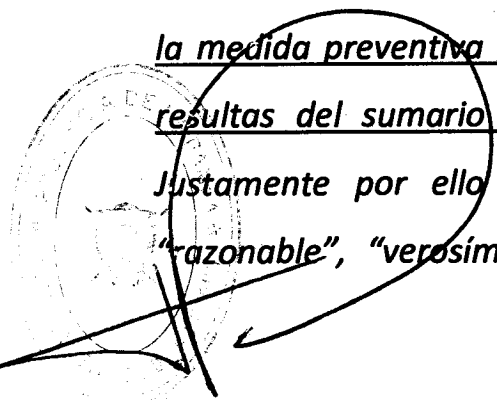 la medida preventiva
resultas del sumario
Justamente por ello
"razonable", "verosím